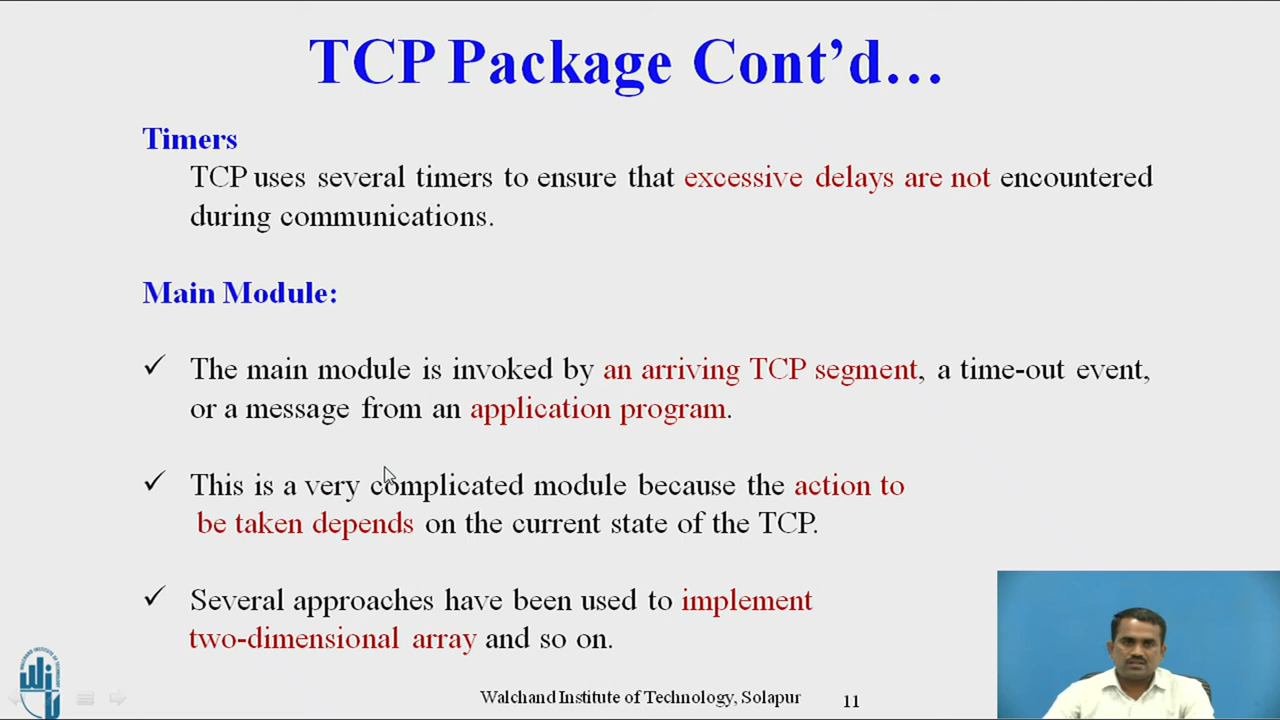 TCP Package Cont’d…
Timers
TCP uses several timers to ensure that excessive delays are not encountered
during communications.
Main Module:
✓ The main module is invoked by an arriving TCP segment, a time-out event,
or a message from an application program.
✓ This is a very complicated module because the action to
be taken depends on the current state of the TCP.
✓ Several approaches have been used to implement
two-dimensional array and so on.
Walchand Institute of Technology, Solapur
11